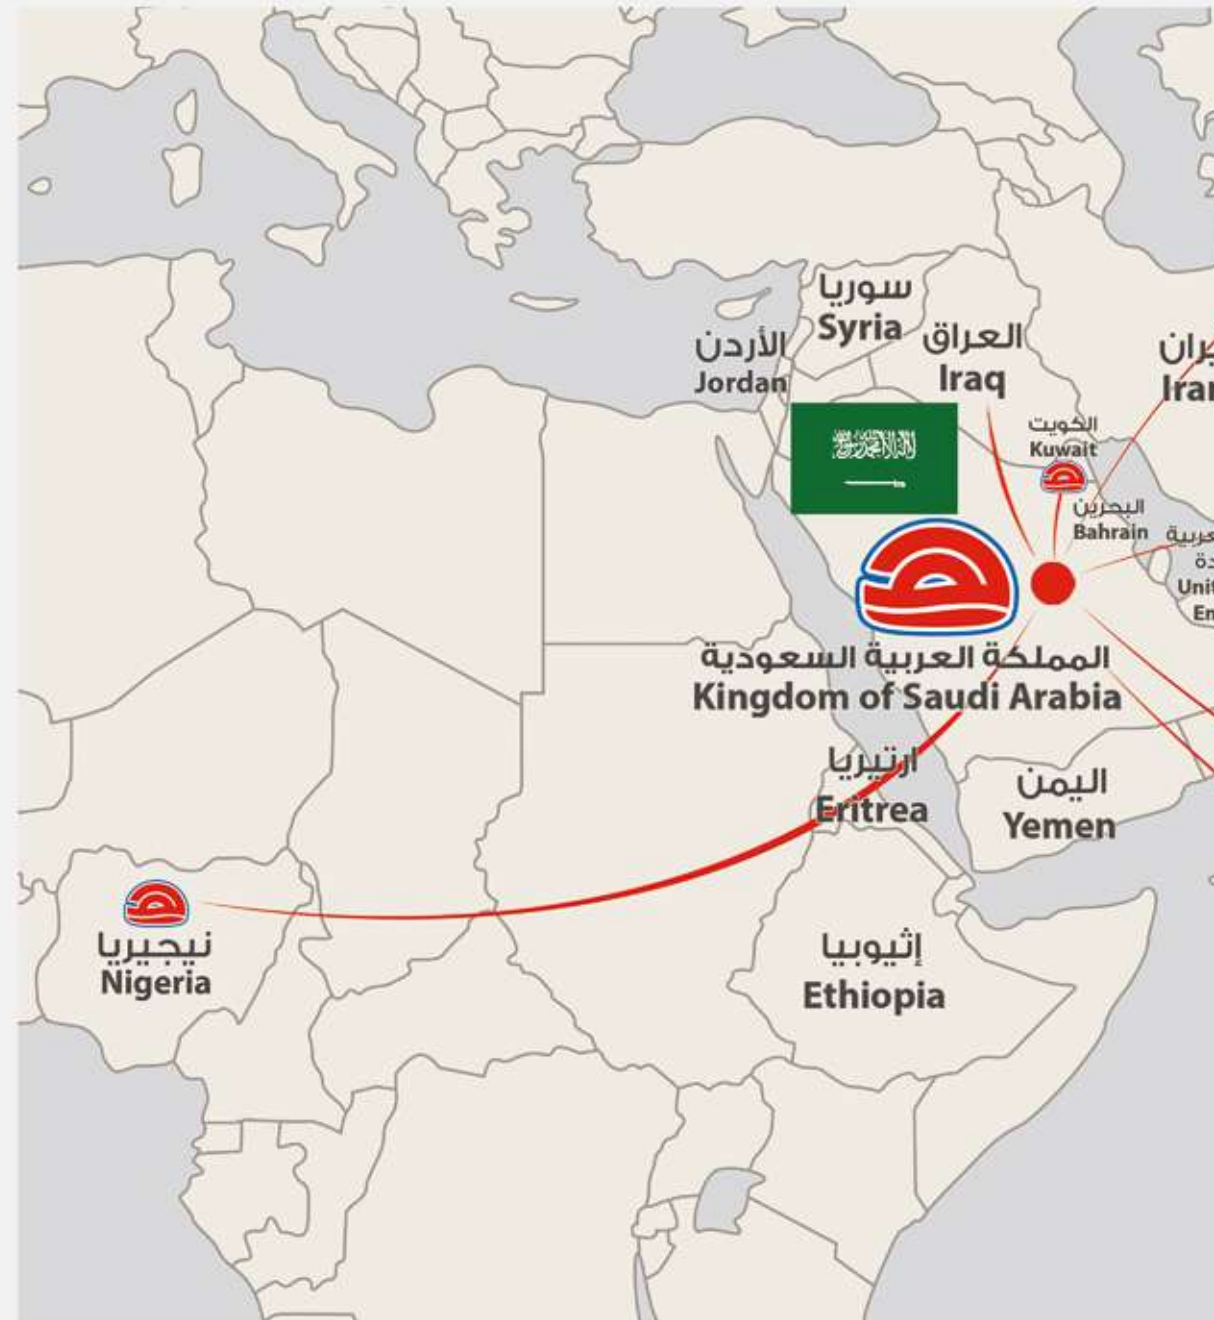 سوريا
Syria
الأردن
Jordan
العراق
Iraq
الكويت
Kuwait
البحرين
Bahrain
المملكة العربية السعودية
Kingdom of Saudi Arabia
ارتيريا
Eritrea
اليمن
Yemen
نيجيريا
Nigeria
إثيوبيا
Ethiopia